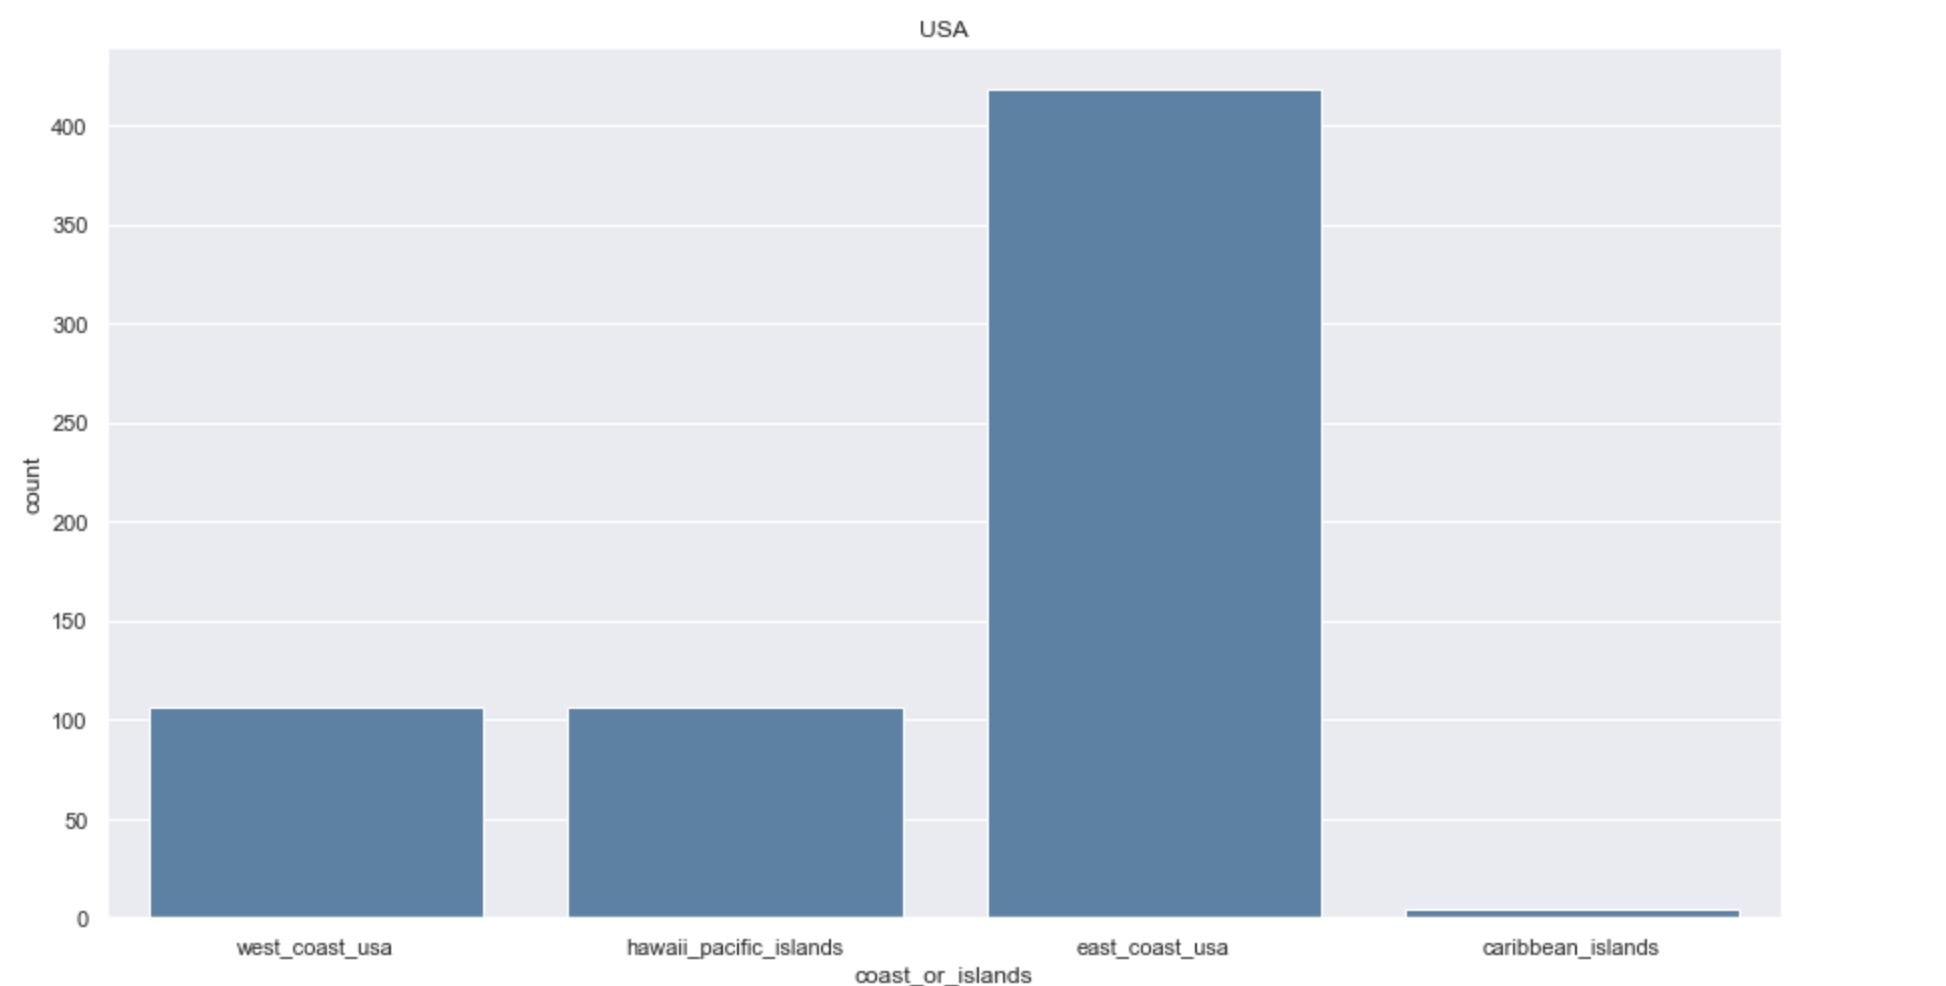 USA
400
350
300
250
200
150
100
50
0
count
west_coast_usa hawaii_pacific_islands east_coast_usa caribbean_islands
coast_or_islands